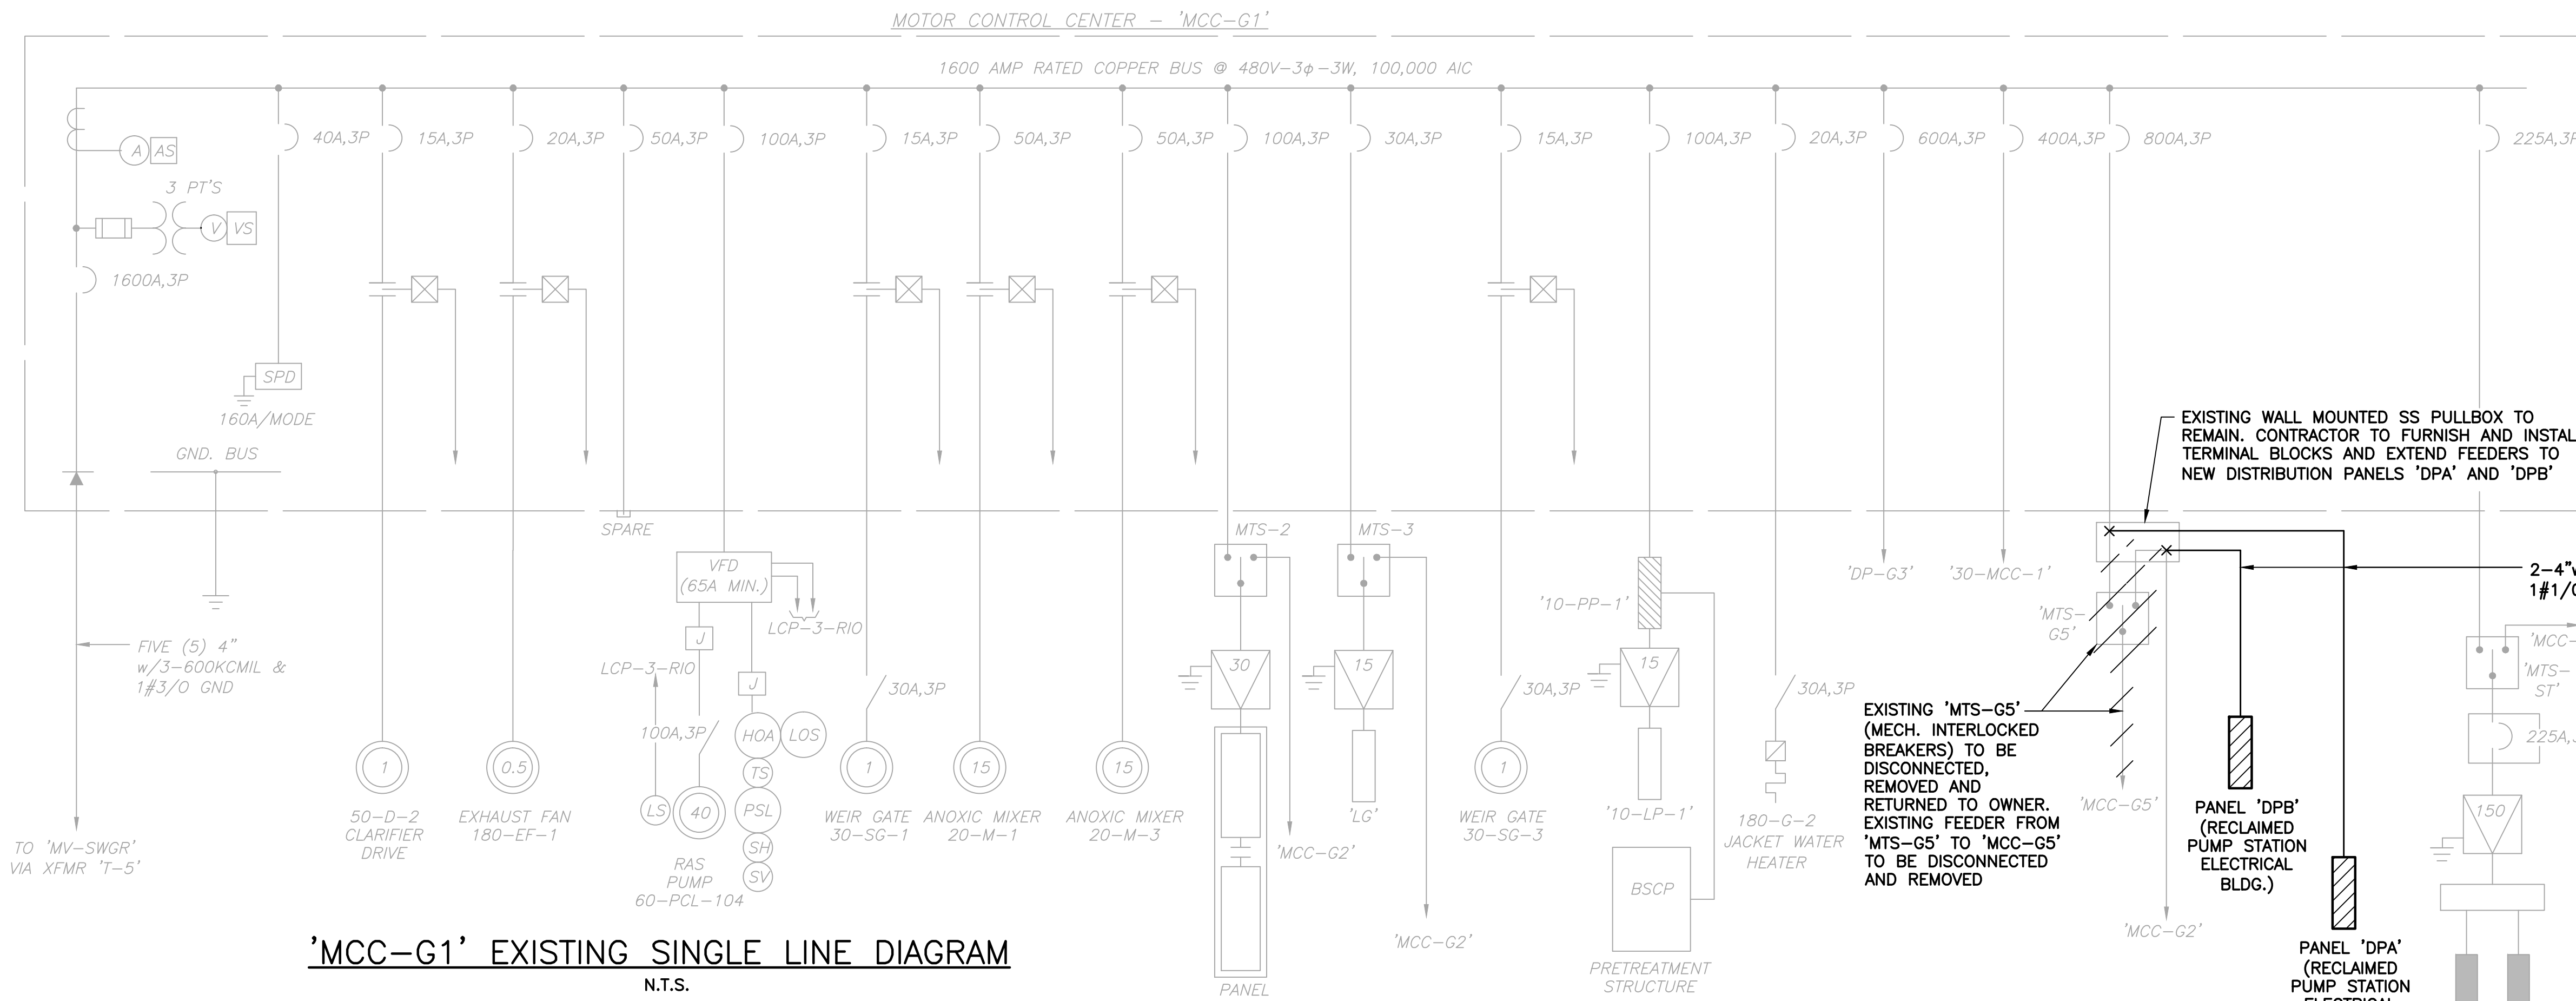 MOTOR CONTROL CENTER – 'MCC-G1'
1600 AMP RATED COPPER BUS @ 480V-3ϕ-3W, 100,000 AIC
40A,3P
15A,3P
20A,3P
50A,3P
100A,3P
15A,3P
50A,3P
50A,3P
100A,3P
30A,3P
15A,3P
100A,3P
20A,3P
600A,3P
400A,3P
800A,3P
225A,3P
A
AS
3 PT'S
V
VS
1600A,3P
SPD
160A/MODE
GND. BUS
EXISTING WALL MOUNTED SS PULLBOX TO
REMAIN. CONTRACTOR TO FURNISH AND INSTAL
TERMINAL BLOCKS AND EXTEND FEEDERS TO
NEW DISTRIBUTION PANELS 'DPA' AND 'DPB'
SPARE
MTS-2
MTS-3
VFD
(65A MIN.)
LCP-3-RIO
'DP-G3'
'30-MCC-1'
2-4"
1#1/0
'10-PP-1'
'MTS-
G5'
FIVE (5) 4"
w/3-600KCMIL &
1#3/0 GND
J
LCP-3-RIO
J
30
15
15
'MCC-
'MTS-
ST'
30A,3P
30A,3P
30A,3P
100A,3P
HOA
LOS
225A,
EXISTING 'MTS-G5'
(MECH. INTERLOCKED
BREAKERS) TO BE
DISCONNECTED,
REMOVED AND
RETURNED TO OWNER.
EXISTING FEEDER FROM
'MTS-G5' TO 'MCC-G5'
TO BE DISCONNECTED
AND REMOVED
1
0.5
TS
1
15
15
1
LS
40
PSL
SH
SV
50-D-2
CLARIFIER
DRIVE
EXHAUST FAN
180-EF-1
RAS
PUMP
60-PCL-104
WEIR GATE
30-SG-1
ANOXIC MIXER
20-M-1
ANOXIC MIXER
20-M-3
'MCC-G2'
'LG'
'MCC-G2'
WEIR GATE
30-SG-3
'10-LP-1'
BSCP
PRETREATMENT
STRUCTURE
180-G-2
JACKET WATER
HEATER
'MCC-G5'
'MCC-G2'
PANEL 'DPB'
(RECLAIMED
PUMP STATION
ELECTRICAL
BLDG.)
150
TO 'MV-SWGR'
VIA XFMR 'T-5'
PANEL 'DPA'
(RECLAIMED
PUMP STATION
ELECTRICAL
PANEL
'MCC-G1' EXISTING SINGLE LINE DIAGRAM
N.T.S.